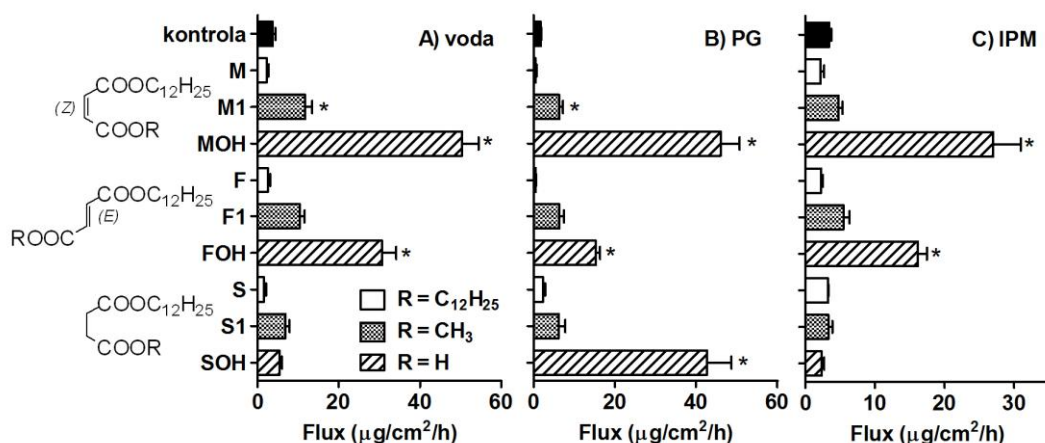 kontrola
M
M1
MOH
F
F1
FOH
S
S1
SOH
COOC12H25
(Z)
COOR
COOC12H25
(E)
ROOC
COOC12H25
COOR
A) voda
*
*
*
R = C12H25
R = CH3
R = H
0 20 40 60
Flux (µg/cm²/h)
B) PG
*
*
*
*
0 20 40 60
Flux (µg/cm²/h)
C) IPM
*
*
0 10 20 30
Flux (µg/cm²/h)